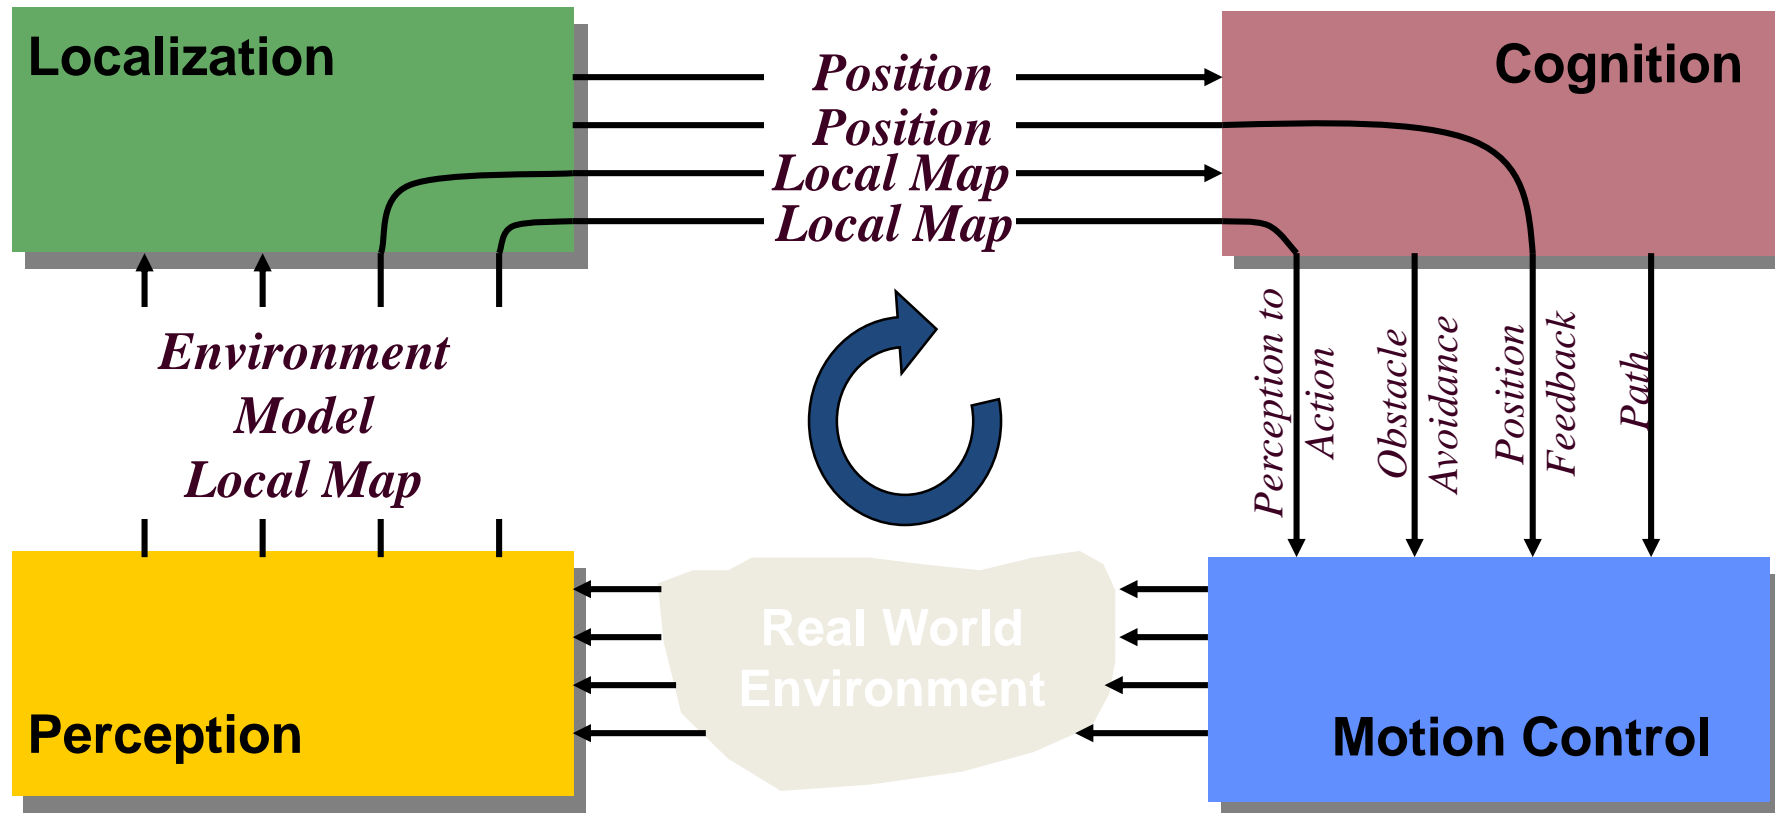 Localization
Position
Position
Local Map
Local Map
Cognition
Environment
Model
Local Map
Perception to
Action
Obstacle
Avoidance
Position
Feedback
Path
Real World
Environment
Perception
Motion Control